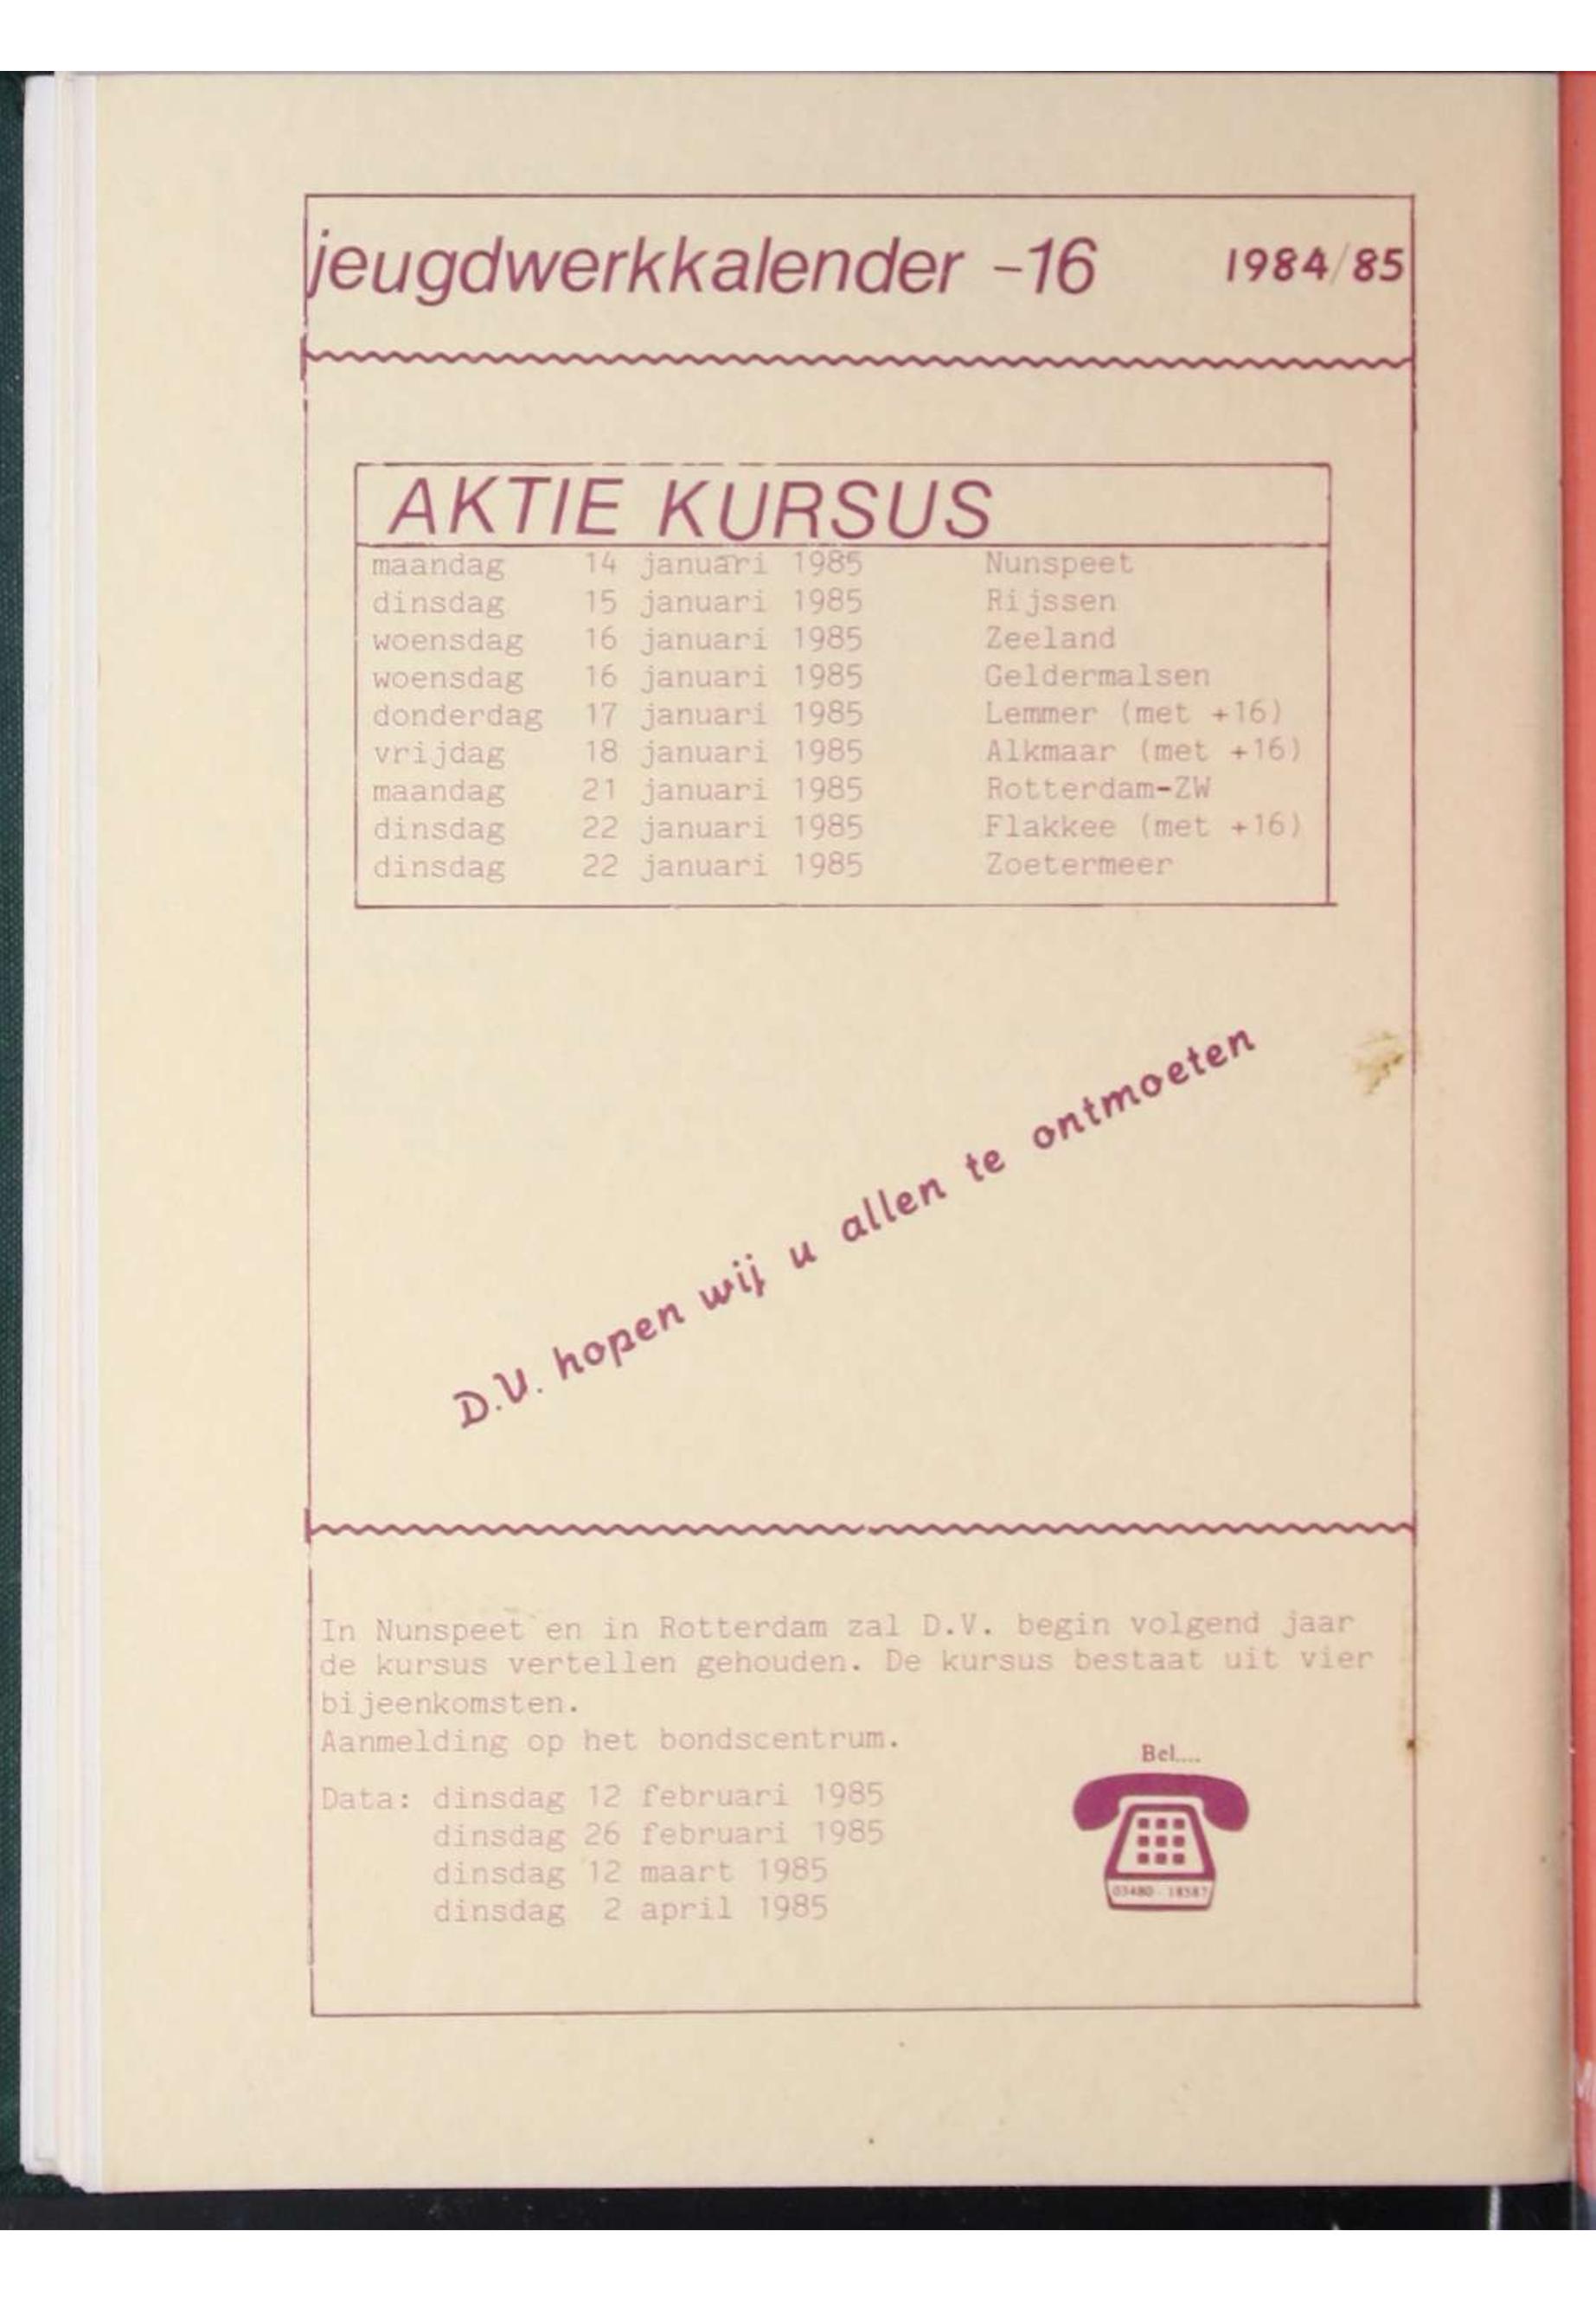 jeugdwerkkalender -16 1984/85
AKTIE KURSUS
maandag 14 januari 1985 Nunspeet
dinsdag 15 januari 1985 Rijssen
woensdag 16 januari 1985 Zeeland
woensdag 16 januari 1985 Geldermalsen
donderdag 17 januari 1985 Lemmer (met +16)
vrijdag 18 januari 1985 Alkmaar (met +16)
maandag 21 januari 1985 Rotterdam-ZW
dinsdag 22 januari 1985 Flakkee (met +16)
dinsdag 22 januari 1985 Zoetermeer
D.V. hopen wij u allen te ontmoeten
In Nunspeet en in Rotterdam zal D.V. begin volgend jaar
de kursus vertellen gehouden. De kursus bestaat uit vier
bijeenkomsten.
Aanmelding op het bondscentrum.
Data: dinsdag 12 februari 1985
dinsdag 26 februari 1985
dinsdag 12 maart 1985
dinsdag 2 april 1985
Bel....
03480 - 18587